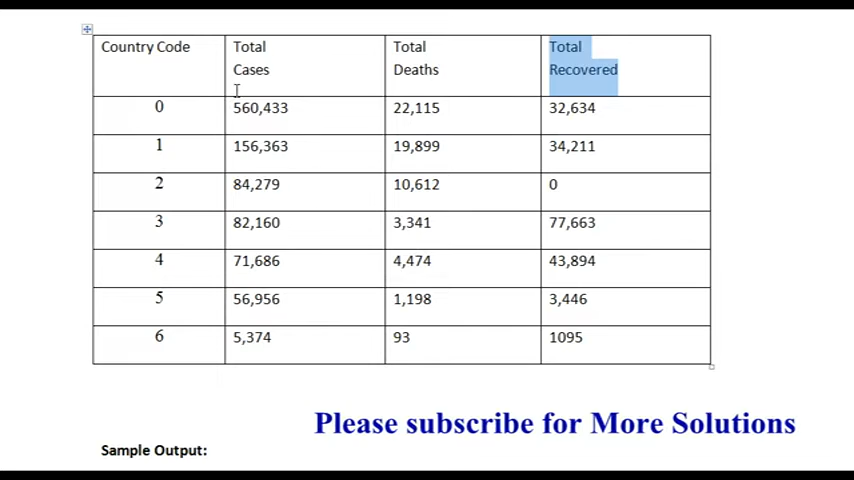 Country Code Total Cases Total Deaths Total Recovered
0 560,433 22,115 32,634
1 156,363 19,899 34,211
2 84,279 10,612 0
3 82,160 3,341 77,663
4 71,686 4,474 43,894
5 56,956 1,198 3,446
6 5,374 93 1095
Please subscribe for More Solutions
Sample Output: